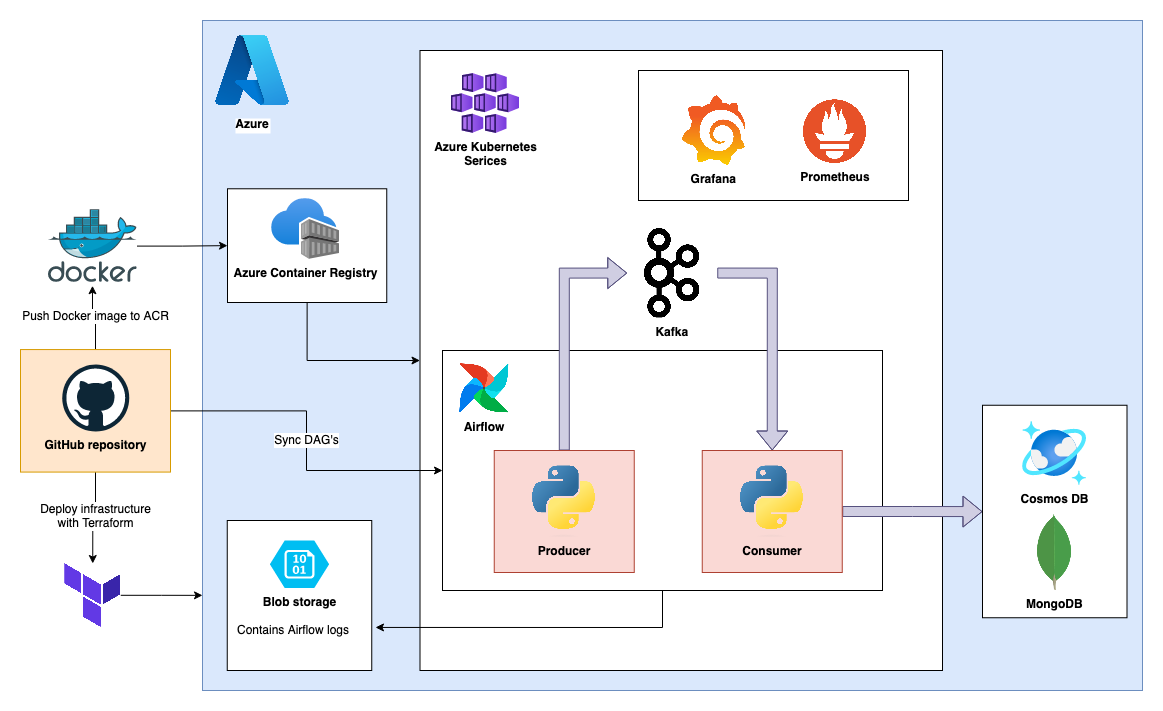 Azure
Azure Kubernetes
Serices
Grafana
Prometheus
docker
Azure Container Registry
Push Docker image to ACR
Kafka
GitHub repository
Sync DAG's
Airflow
Deploy infrastructure
with Terraform
Producer
Consumer
Cosmos DB
MongoDB
10
01
Blob storage
Contains Airflow logs